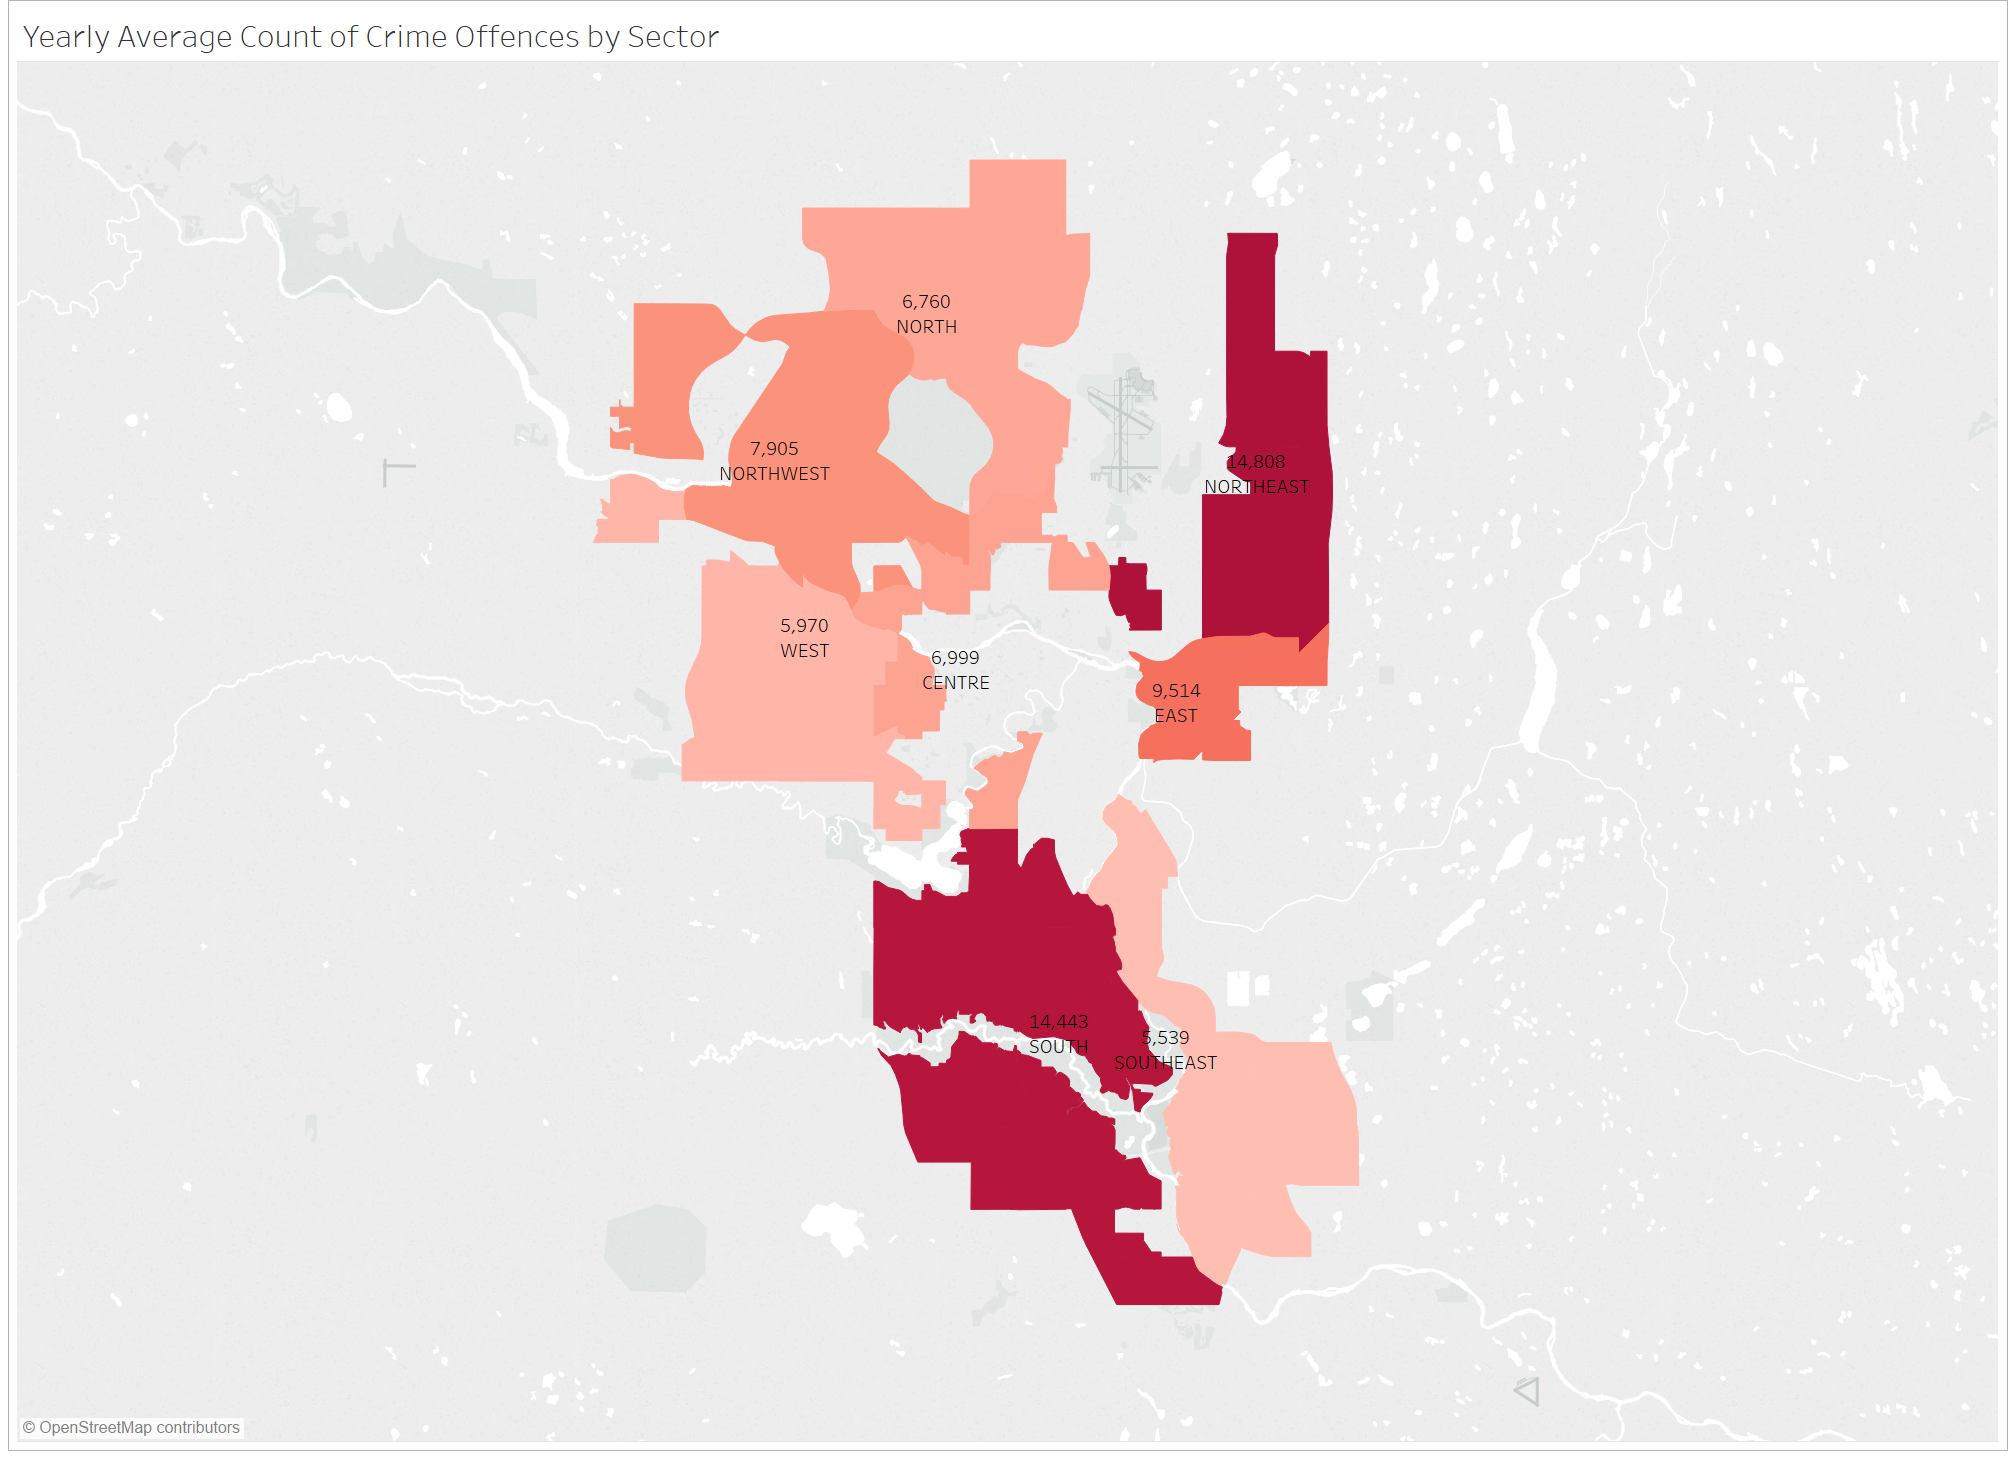 Yearly Average Count of Crime Offences by Sector
6,760
NORTH
7,905
NORTHWEST
14,808
NORTHEAST
5,970
WEST
6,999
CENTRE
9,514
EAST
14,443
SOUTH
5,539
SOUTHEAST
© OpenStreetMap contributors